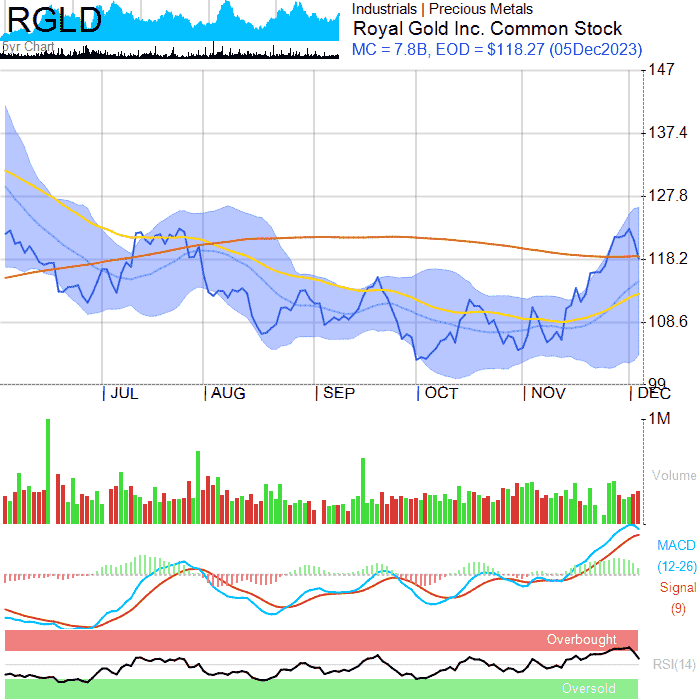 RGLD
5yr Chart
Industrials | Precious Metals
Royal Gold Inc. Common Stock
MC = 7.8B, EOD = $118.27 (05Dec2023)
147
137.4
127.8
118.2
108.6
99
JUL AUG SEP OCT NOV DEC
1M
Volume
MACD
(12-26)
Signal
(9)
Overbought
RSI(14)
Oversold